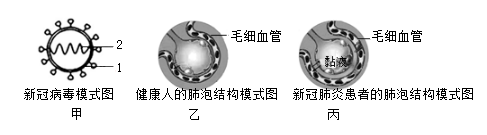 2
1
毛细血管
毛细血管
黏液
新冠病毒模式图
健康人的肺泡结构模式图
新冠肺炎患者的肺泡结构模式图
甲
乙
丙